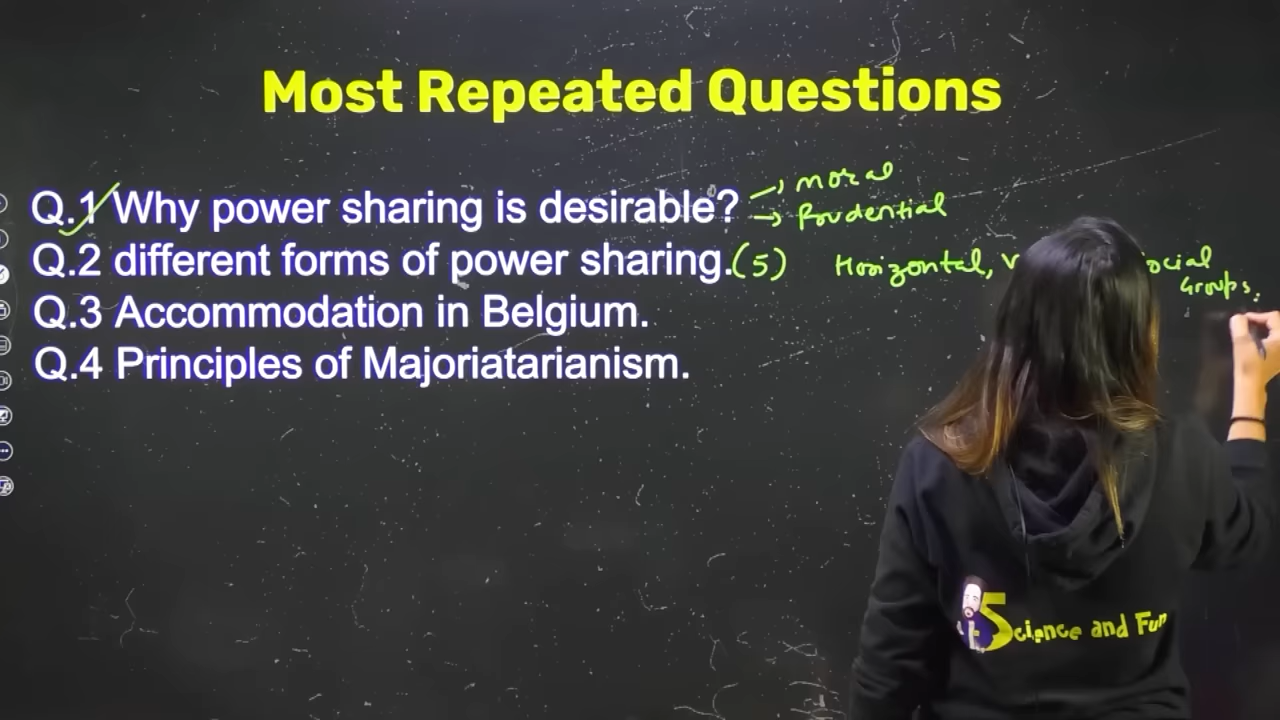 Most Repeated Questions
Q.1 Why power sharing is desirable? → moral
→ Prudential
Q.2 different forms of power sharing. (5) Horizontal, social
Groups.
Q.3 Accommodation in Belgium.
Q.4 Principles of Majoriatarianism.
Science and Fun